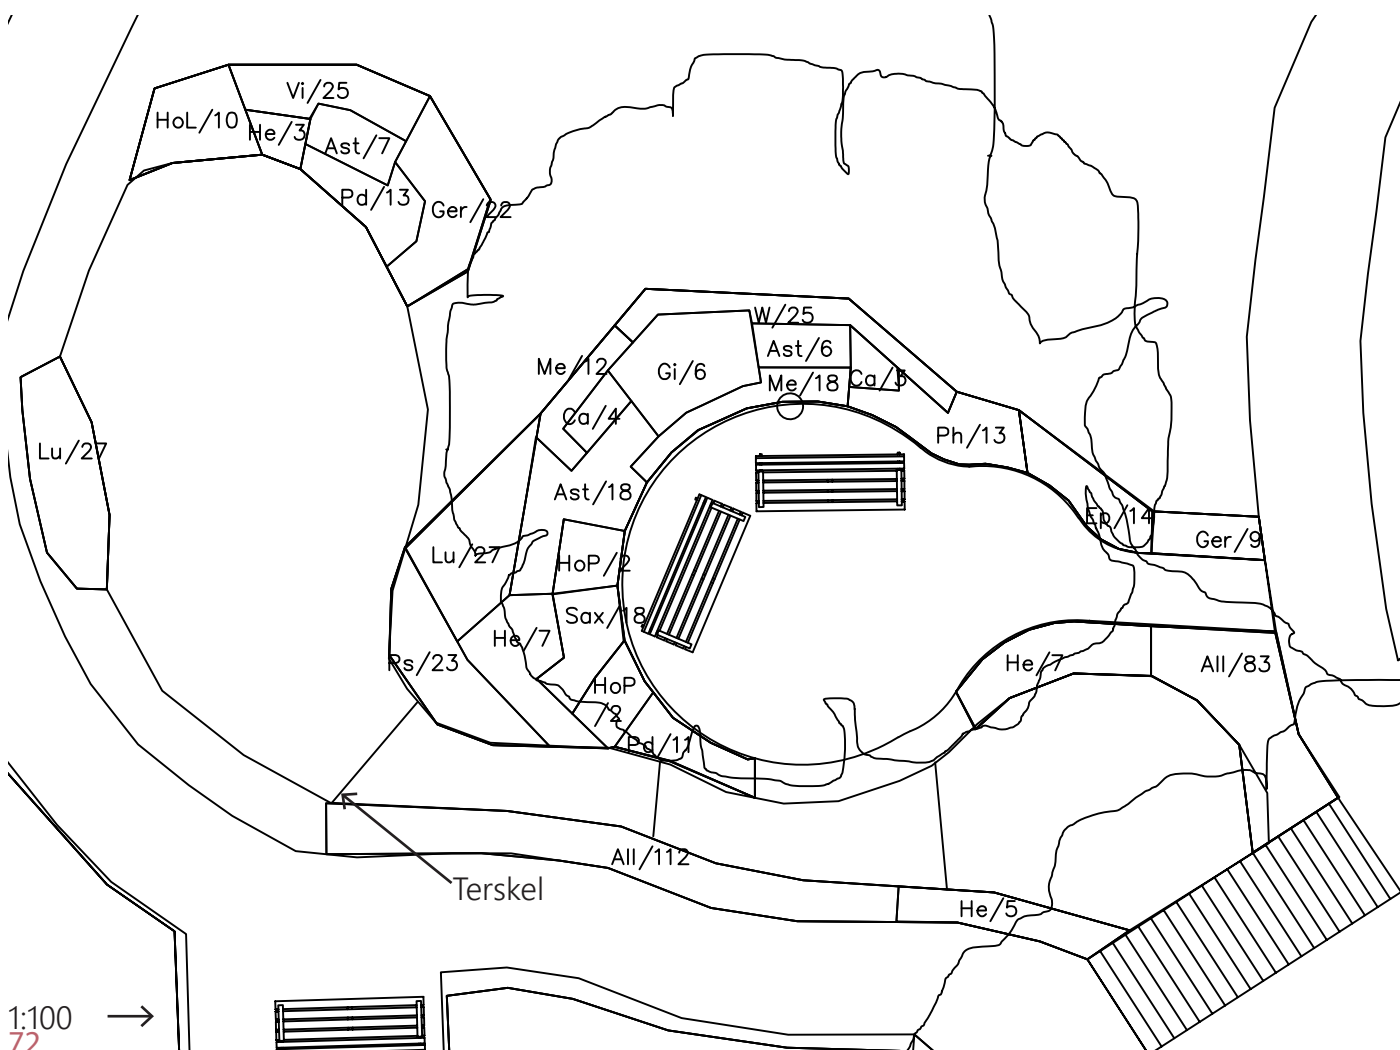 Vi/25
HoL/10
He/3
Ast/7
Pd/13
Ger/22
W/25
Ast/6
Me/12
Gi/6
Me/18
Ca/3
Ca/4
Ph/13
Lu/27
Ast/18
Ep/14
Ger/9
Lu/27
HoP/2
Sax/18
He/7
Ps/23
He/7
All/83
HoP
/2
Pd/11
All/112
Terskel
He/5
1:100
72